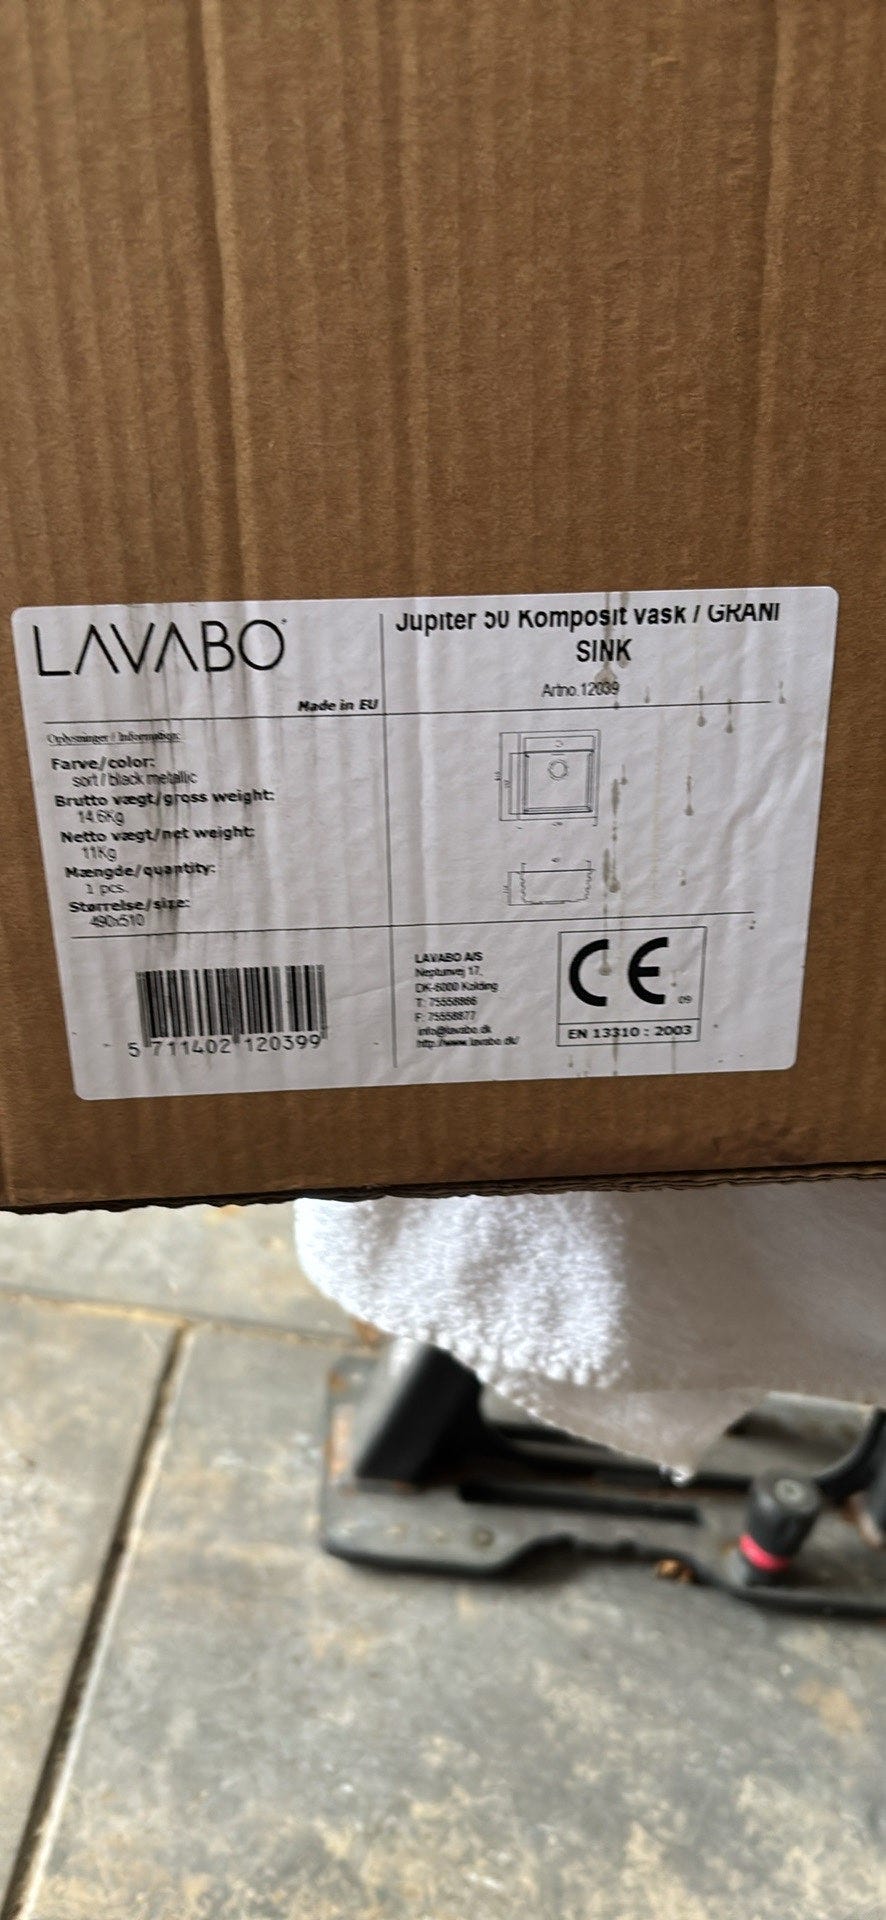 LAVABO
Made in EU
Oplysninger / Information:
Farve/color:
sort / black metallic
Brutto vægt/gross weight:
14.6Kg
Netto vægt/net weight:
11Kg
Mængde/quantity:
1 pcs.
Størrelse/size:
490x510
5 711402 120399
Jupiter 50 Komposit vask / GRANI
SINK
Artno.12039
LAVABO A/S
Neptunvej 17,
DK-6000 Kolding
T: 75558866
F: 75558877
info@lavabo.dk
http://www.lavabo.dk/
CE
09
EN 13310 : 2003